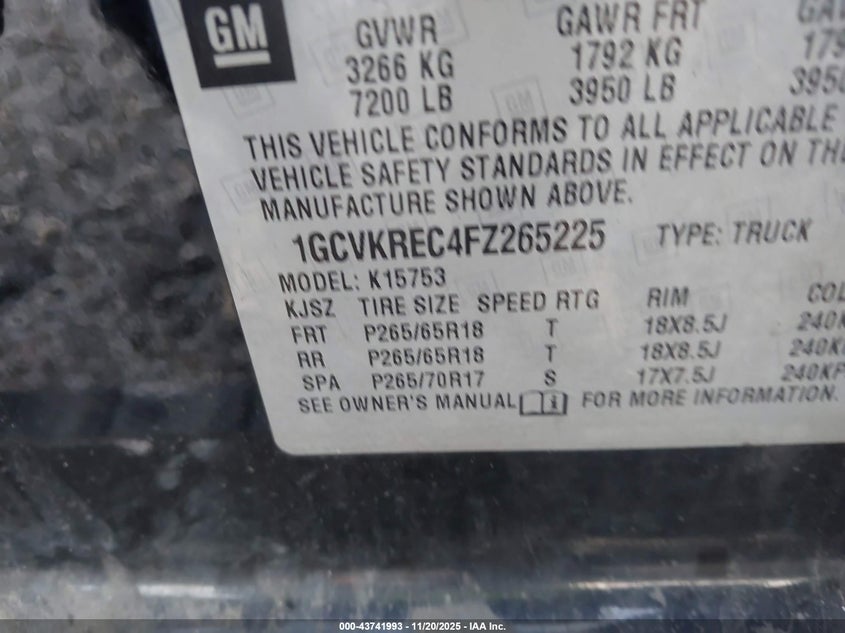 GM
GVWR GAWR FRT
3266 KG 1792 KG
7200 LB 3950 LB 3950
THIS VEHICLE CONFORMS TO ALL APPLICABLE
VEHICLE SAFETY STANDARDS IN EFFECT ON THE
MANUFACTURE SHOWN ABOVE.
1GCVKREC4FZ265225 TYPE: TRUCK
MODEL: K15753
KJSZ TIRE SIZE SPEED RTG RIM
FRT P265/65R18 T 18X8.5J
RR P265/65R18 T 18X8.5J
SPA P265/70R17 S 17X7.5J
SEE OWNER'S MANUAL FOR MORE INFORMATION.
000-43741993 | 11/20/2025 - IAA Inc.